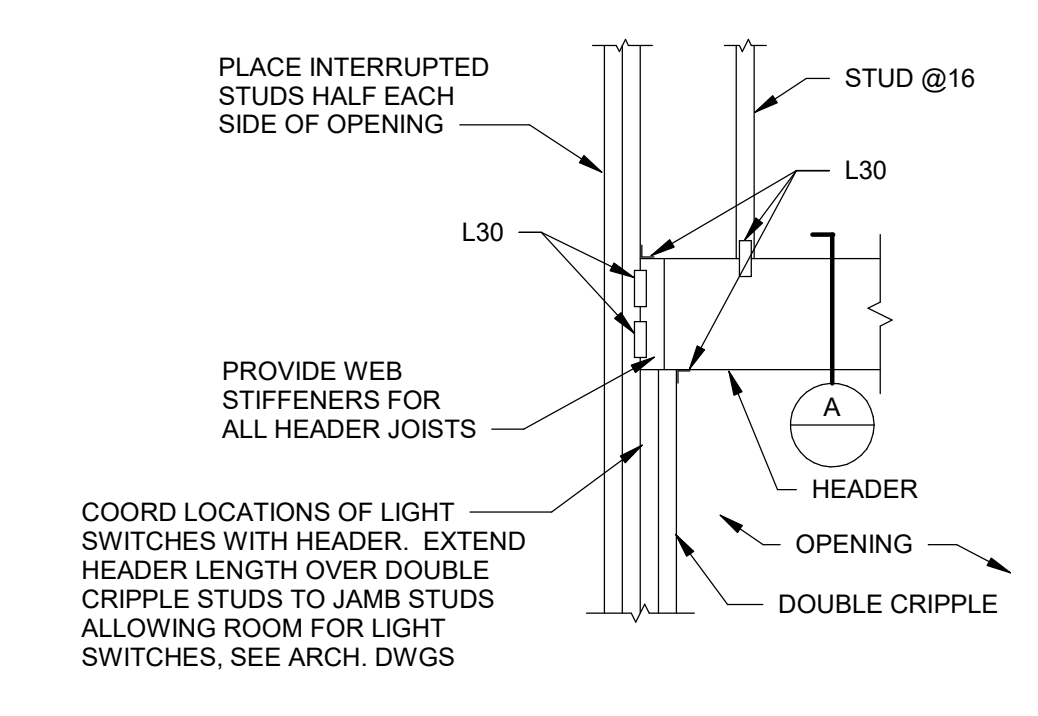 PLACE INTERRUPTED
STUDS HALF EACH
SIDE OF OPENING
STUD @16
L30
L30
PROVIDE WEB
STIFFENERS FOR
ALL HEADER JOISTS
A
HEADER
COORD LOCATIONS OF LIGHT
SWITCHES WITH HEADER.  EXTEND
HEADER LENGTH OVER DOUBLE
CRIPPLE STUDS TO JAMB STUDS
ALLOWING ROOM FOR LIGHT
SWITCHES, SEE ARCH. DWGS
OPENING
DOUBLE CRIPPLE